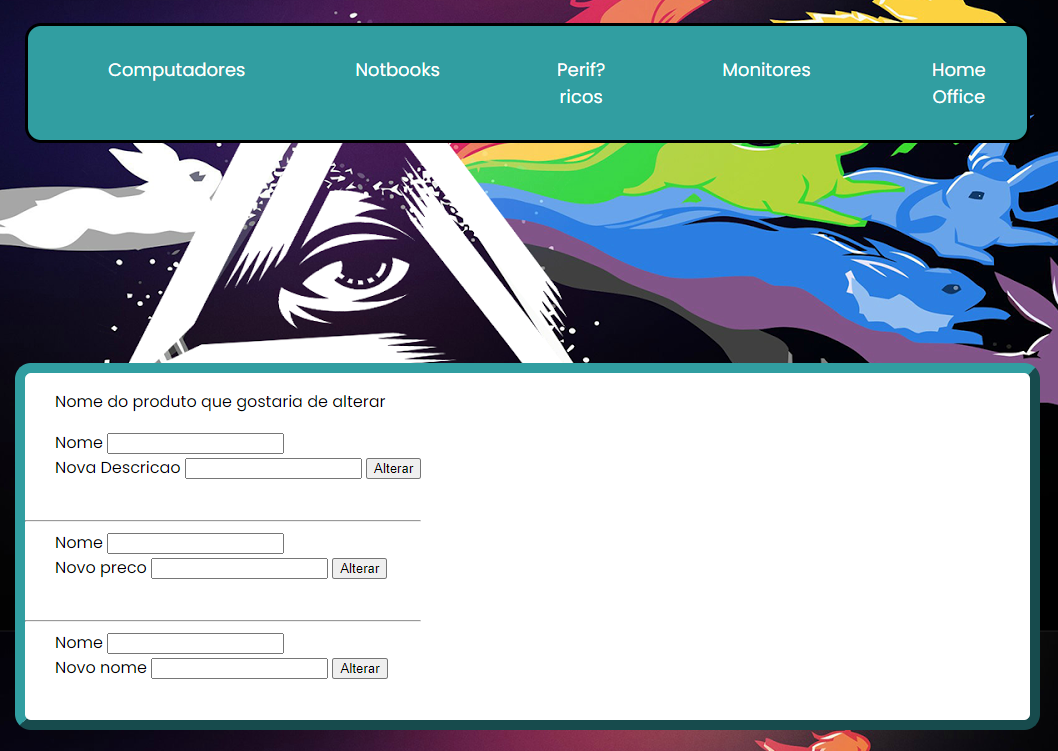 Computadores
Notbooks
Perif?
ricos
Monitores
Home
Office
Nome do produto que gostaria de alterar
Nome
Nova Descricao Alterar
Nome
Novo preco Alterar
Nome
Novo nome Alterar